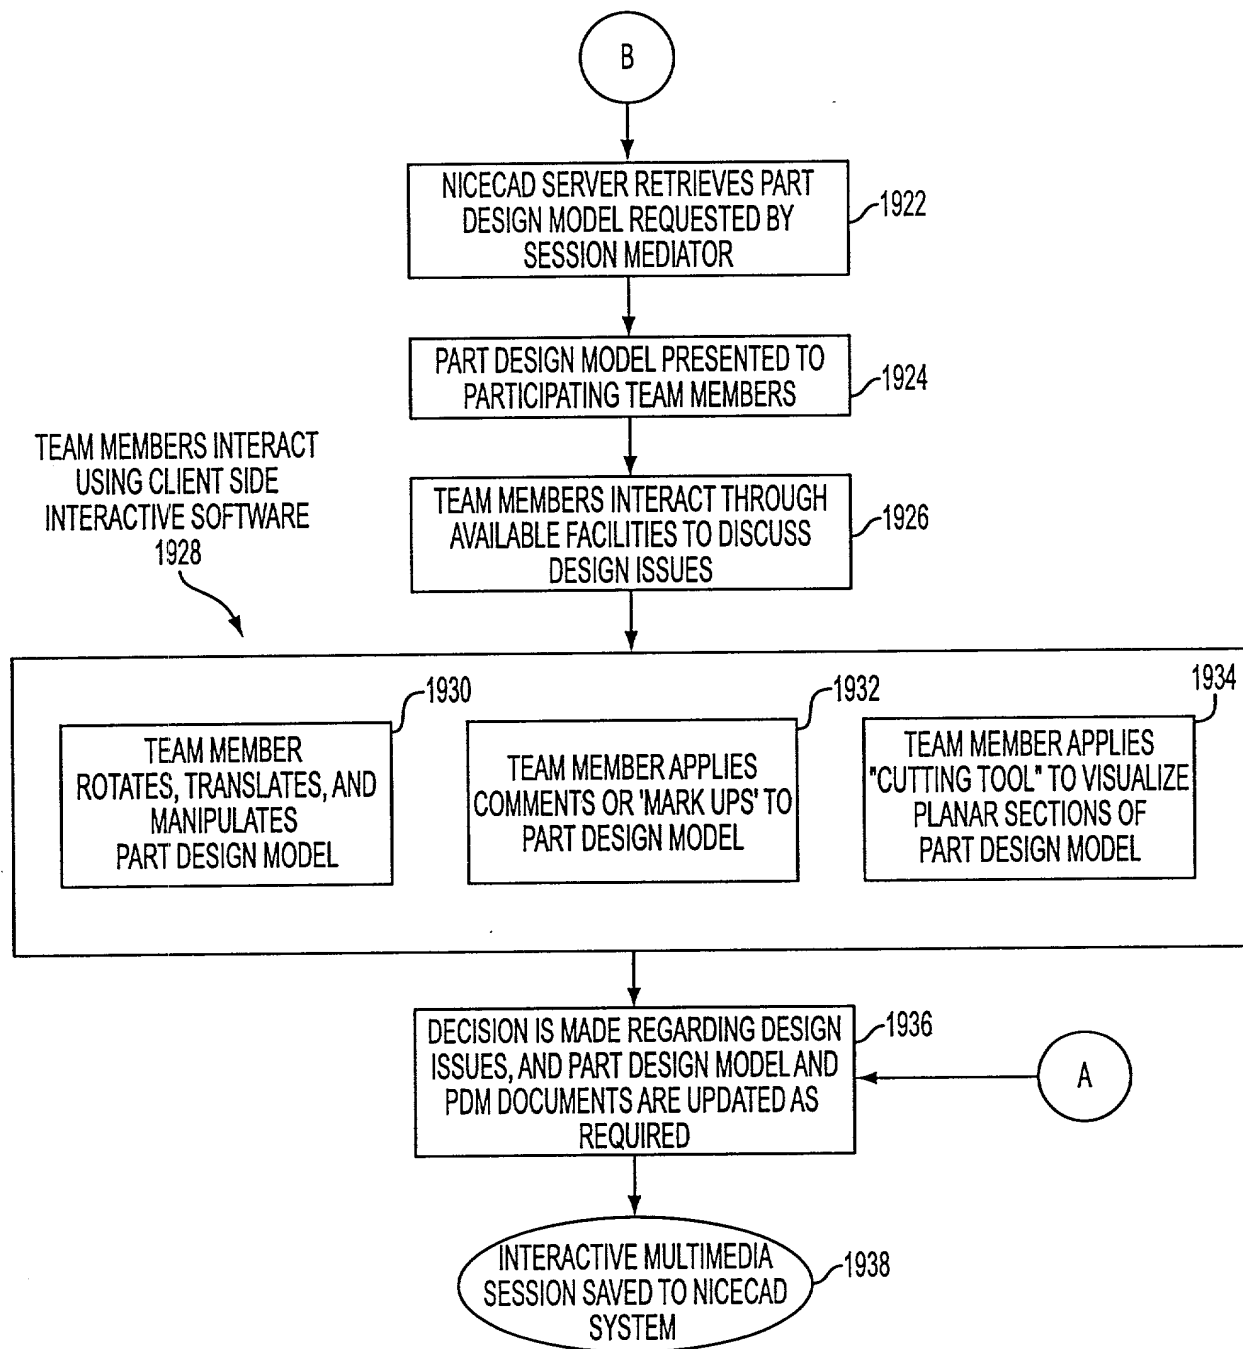 B
NICECAD SERVER RETRIEVES PART
DESIGN MODEL REQUESTED BY
SESSION MEDIATOR
1922
PART DESIGN MODEL PRESENTED TO
PARTICIPATING TEAM MEMBERS
1924
TEAM MEMBERS INTERACT
USING CLIENT SIDE
INTERACTIVE SOFTWARE
1928
TEAM MEMBERS INTERACT THROUGH
AVAILABLE FACILITIES TO DISCUSS
DESIGN ISSUES
1926
1930
TEAM MEMBER
ROTATES, TRANSLATES, AND
MANIPULATES
PART DESIGN MODEL
1932
TEAM MEMBER APPLIES
COMMENTS OR 'MARK UPS' TO
PART DESIGN MODEL
1934
TEAM MEMBER APPLIES
"CUTTING TOOL" TO VISUALIZE
PLANAR SECTIONS OF
PART DESIGN MODEL
DECISION IS MADE REGARDING DESIGN
ISSUES, AND PART DESIGN MODEL AND
PDM DOCUMENTS ARE UPDATED AS
REQUIRED
1936
A
INTERACTIVE MULTIMEDIA
SESSION SAVED TO NICECAD
SYSTEM
1938